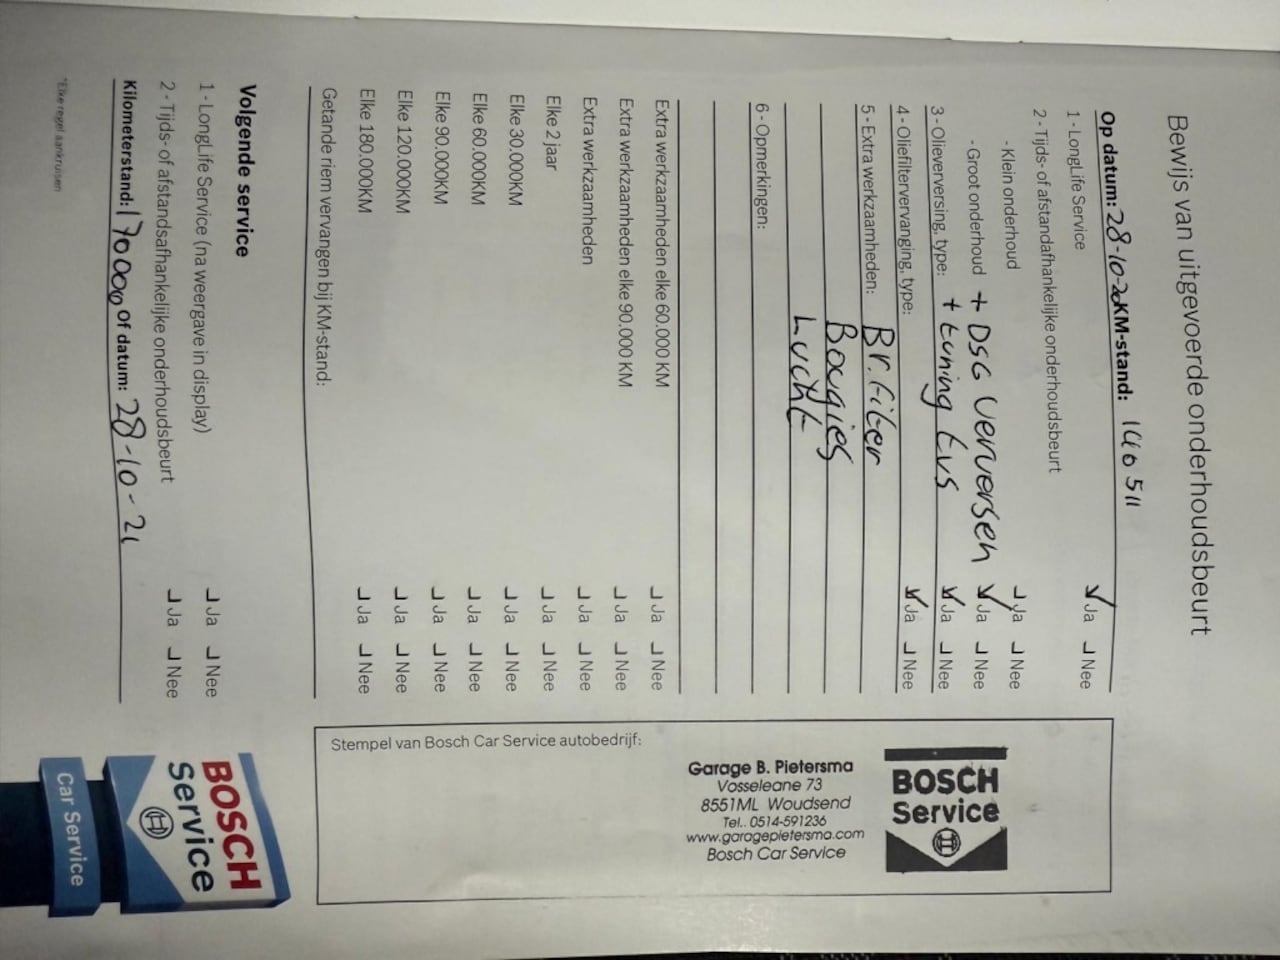 Bewijs van uitgevoerde onderhoudsbeurt
Op datum: 28-10-20 KM-stand: 146 511
1 - LongLife Service Ja Nee
2 - Tijds- of afstandafhankelijke onderhoudsbeurt
- Klein onderhoud Ja Nee
- Groot onderhoud + DSG verversen Ja Nee
3 - Olieverversing, type: + tuning tvs Ja Nee
4 - Oliefiltervervanging, type: Ja Nee
5 - Extra werkzaamheden: Br.filter
Bougies
Lucht
6 - Opmerkingen:
Extra werkzaamheden elke 60.000 KM Ja Nee
Extra werkzaamheden elke 90.000 KM Ja Nee
Extra werkzaamheden Ja Nee
Elke 2 jaar Ja Nee
Elke 30.000KM Ja Nee
Elke 60.000KM Ja Nee
Elke 90.000KM Ja Nee
Elke 120.000KM Ja Nee
Elke 180.000KM Ja Nee
Getande riem vervangen bij KM-stand:
Volgende service
1 - LongLife Service (na weergave in display) Ja Nee
2 - Tijds- of afstandsafhankelijke onderhoudsbeurt Ja Nee
Kilometerstand: 170000 of datum: 28-10-21
*Elke regel aankruisen
BOSCH
Service
Garage B. Pietersma
Vosseleane 73
8551ML Woudsend
Tel.. 0514-591236
www.garagepietersma.com
Bosch Car Service
Stempel van Bosch Car Service autobedrijf:
BOSCH
Service
Car Service